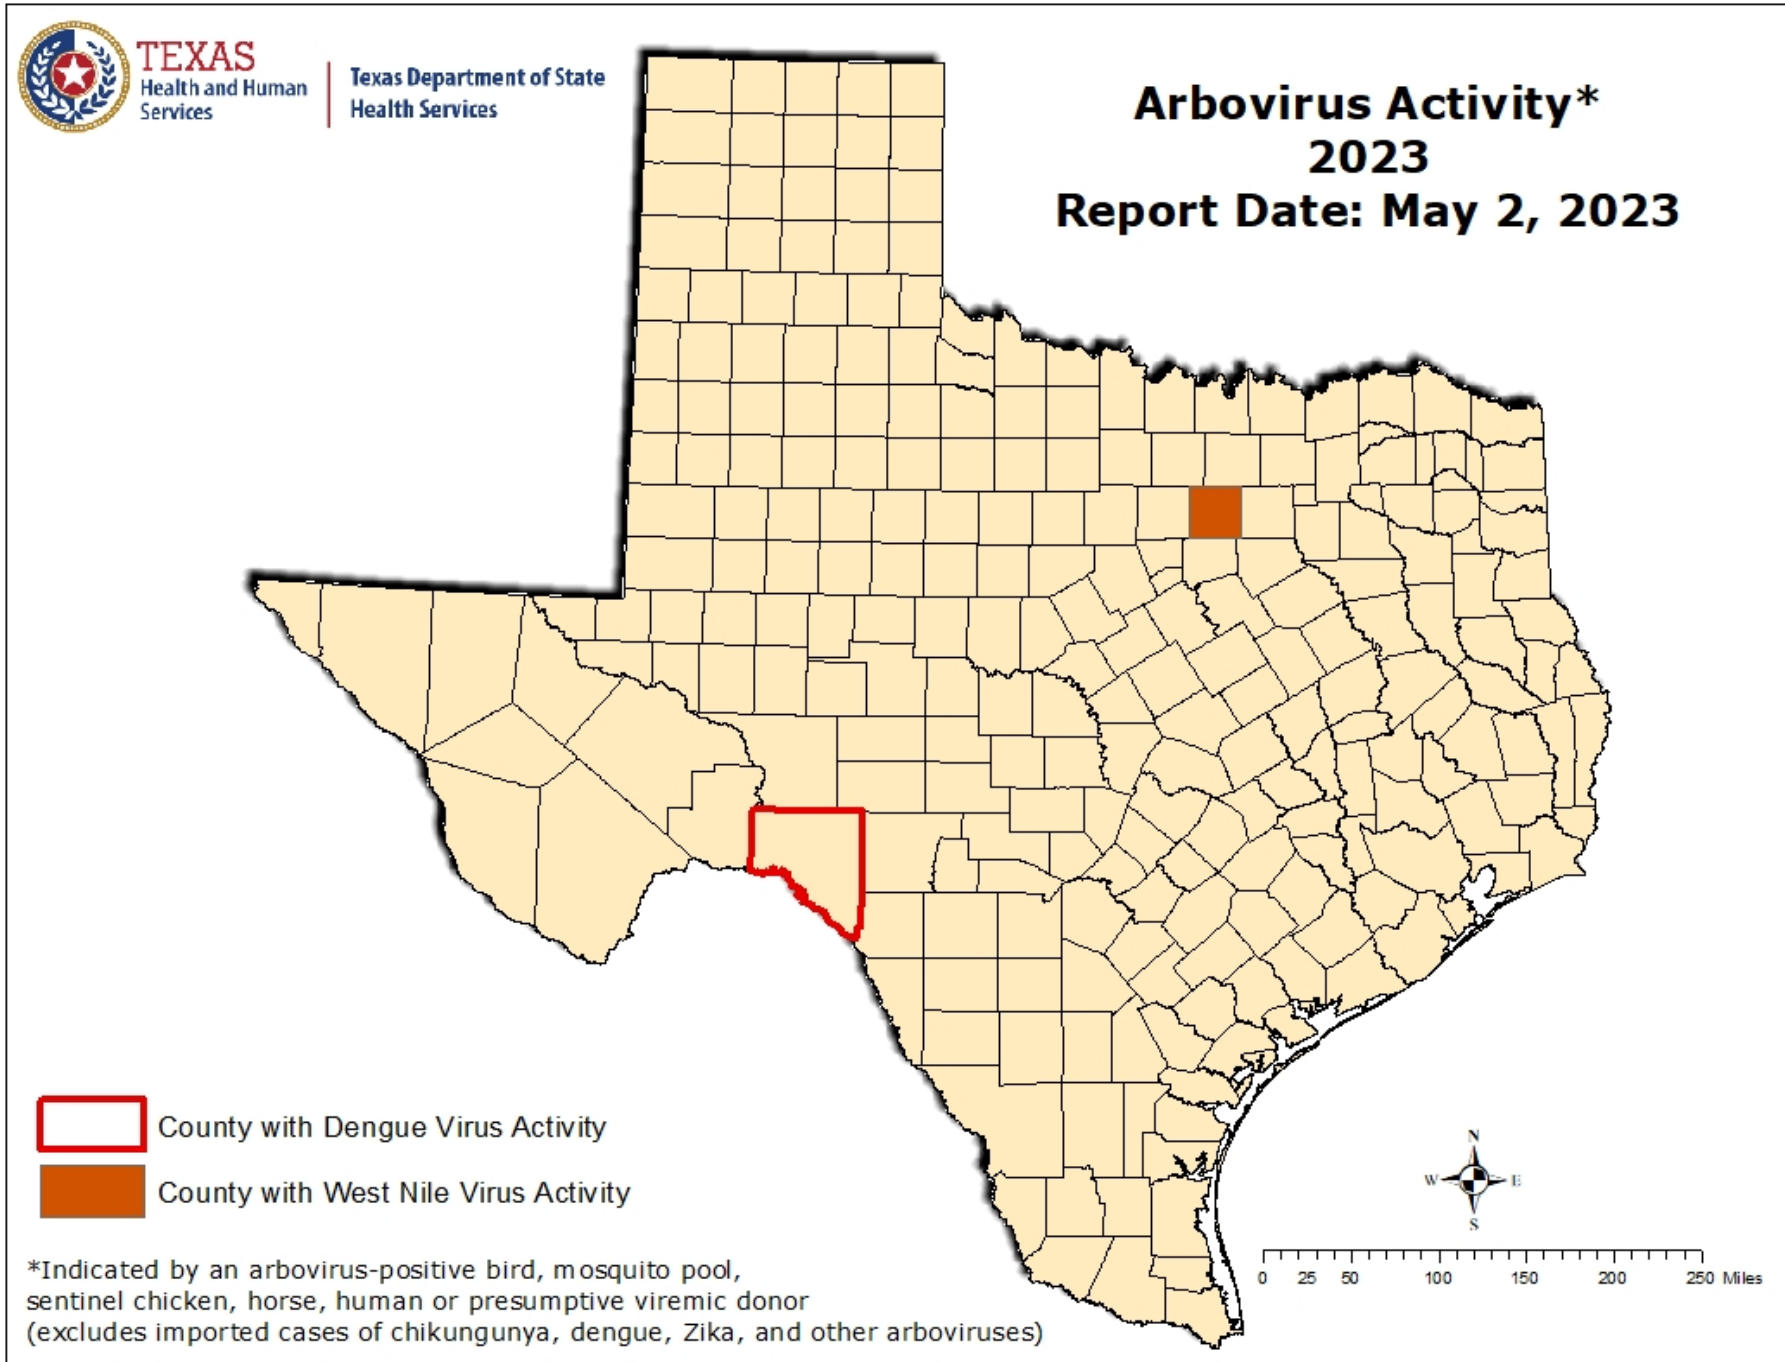 TEXAS
Health and Human
Services
Texas Department of State
Health Services
Arbovirus Activity*
2023
Report Date: May 2, 2023
County with Dengue Virus Activity
County with West Nile Virus Activity
*Indicated by an arbovirus-positive bird, mosquito pool,
sentinel chicken, horse, human or presumptive viremic donor
(excludes imported cases of chikungunya, dengue, Zika, and other arboviruses)
N
W E
S
0 25 50 100 150 200 250 Miles